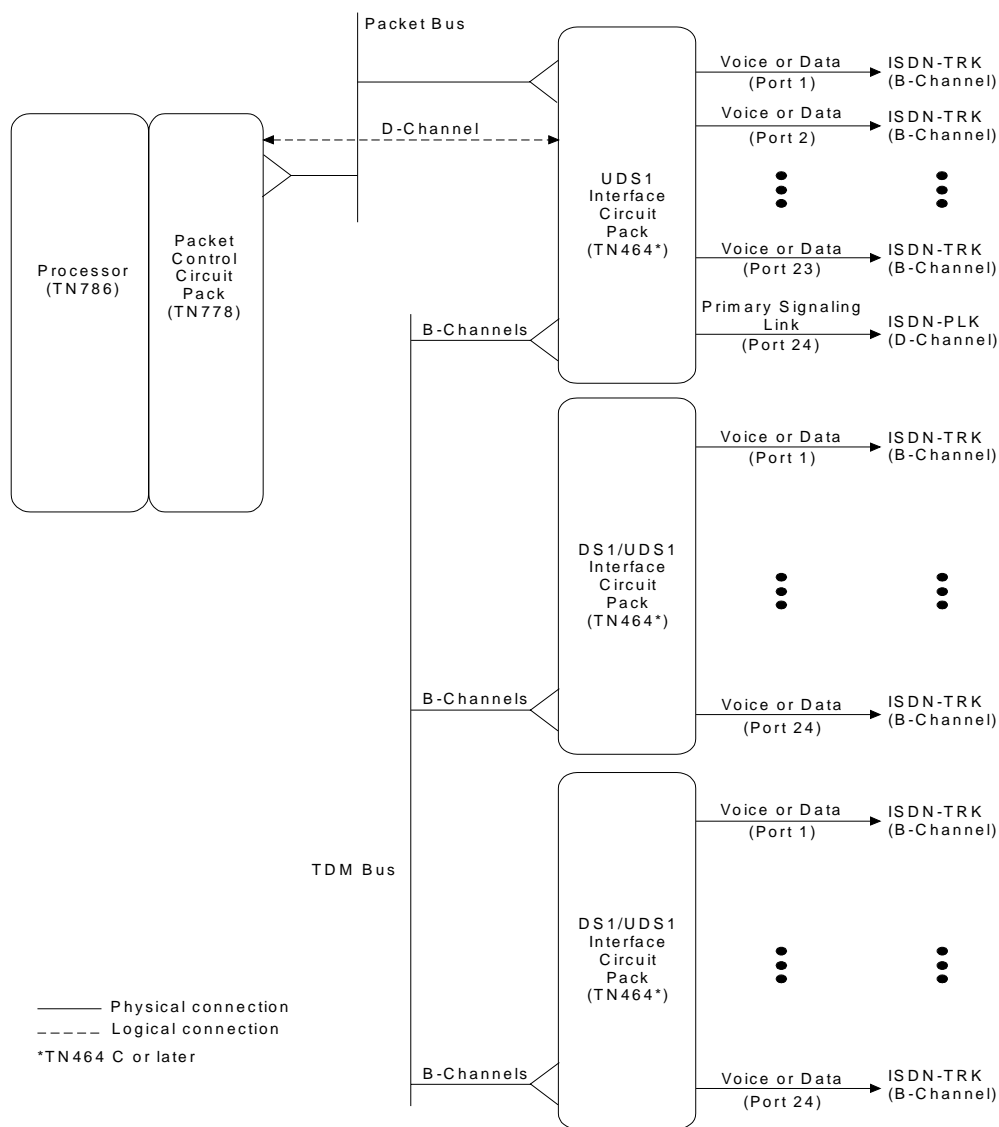 Packet Bus
Voice or Data
(Port 1)
ISDN-TRK
(B-Channel)
D-Channel
Voice or Data
(Port 2)
ISDN-TRK
(B-Channel)
UDS1
Interface
Circuit
Pack
(TN464*)
Processor
(TN786)
Packet
Control
Circuit
Pack
(TN778)
Voice or Data
(Port 23)
ISDN-TRK
(B-Channel)
Primary Signaling
Link
(Port 24)
ISDN-PLK
(D-Channel)
B-Channels
Voice or Data
(Port 1)
ISDN-TRK
(B-Channel)
DS1/UDS1
Interface
Circuit
Pack
(TN464*)
B-Channels
Voice or Data
(Port 24)
ISDN-TRK
(B-Channel)
Voice or Data
(Port 1)
ISDN-TRK
(B-Channel)
TDM Bus
DS1/UDS1
Interface
Circuit
Pack
(TN464*)
Physical connection
Logical connection
*TN464 C or later
B-Channels
Voice or Data
(Port 24)
ISDN-TRK
(B-Channel)